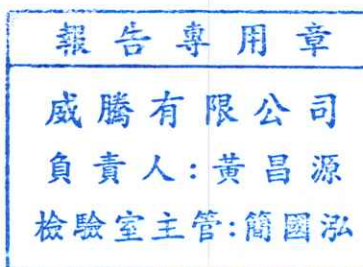 報告專用章
威騰有限公司
負責人:黃昌源
檢驗室主管:簡國泓